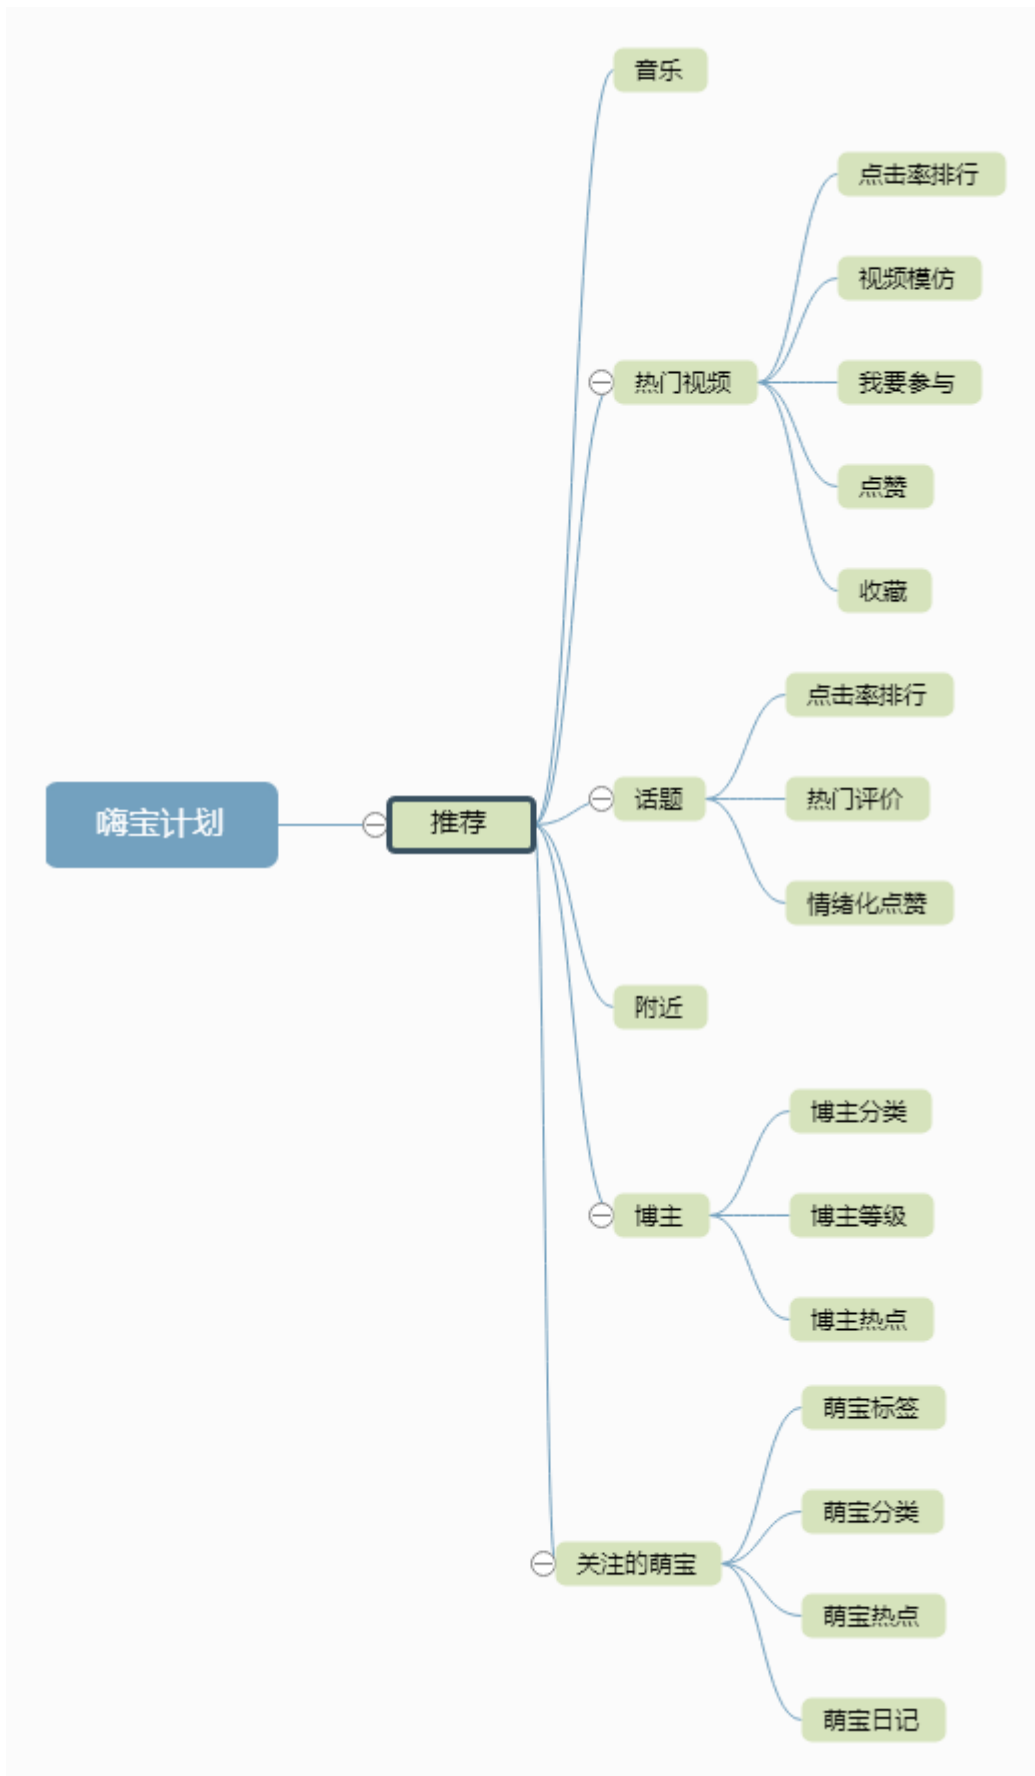 音乐
点击率排行
视频模仿
热门视频
我要参与
点赞
收藏
点击率排行
嗨宝计划
推荐
话题
热门评价
情绪化点赞
附近
博主分类
博主
博主等级
博主热点
萌宝标签
萌宝分类
关注的萌宝
萌宝热点
萌宝日记